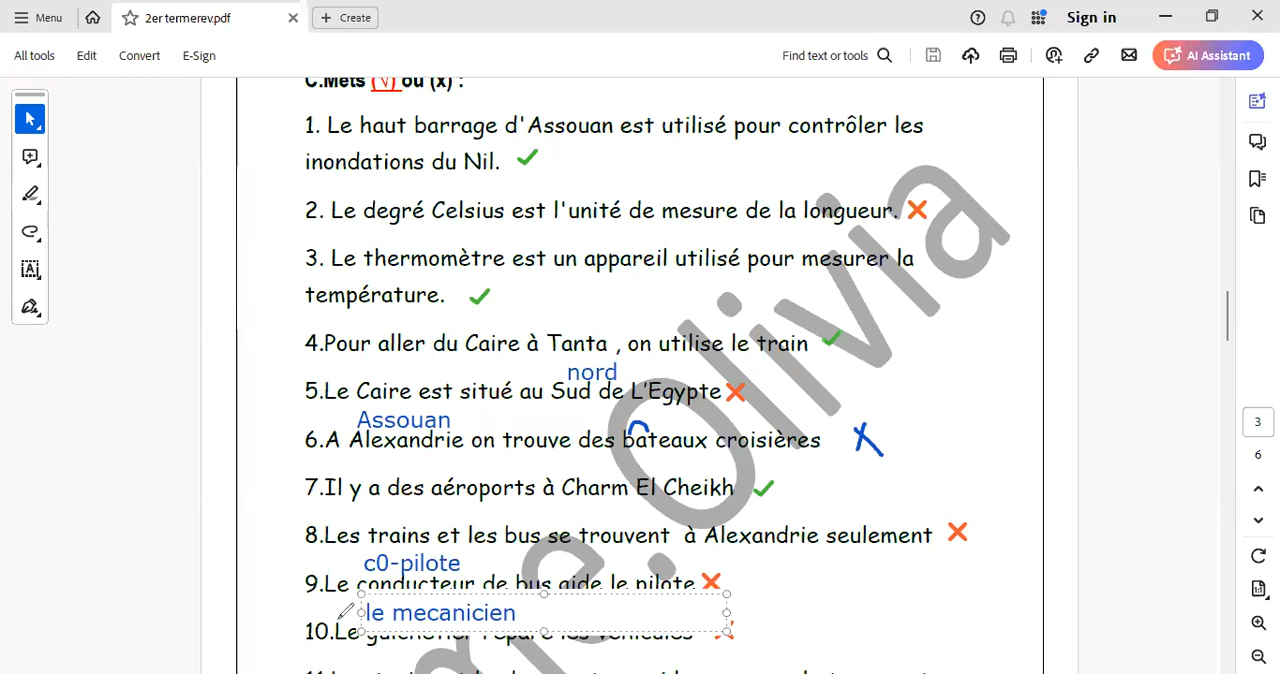 Menu
2er termerev.pdf
Create
Sign in
All tools
Edit
Convert
E-Sign
Find text or tools
AI Assistant
C.Mets (√) ou (x) :
1. Le haut barrage d'Assouan est utilisé pour contrôler les
inondations du Nil.
2. Le degré Celsius est l'unité de mesure de la longueur.
3. Le thermomètre est un appareil utilisé pour mesurer la
température.
4.Pour aller du Caire à Tanta , on utilise le train
nord
5.Le Caire est situé au Sud de L'Egypte
Assouan
6.A Alexandrie on trouve des bateaux croisières
7.Il y a des aéroports à Charm El Cheikh
8.Les trains et les bus se trouvent à Alexandrie seulement
c0-pilote
9.Le conducteur de bus aide le pilote
le mecanicien
10.Le guichetier répare les véhicules
me.Olivia
3
6